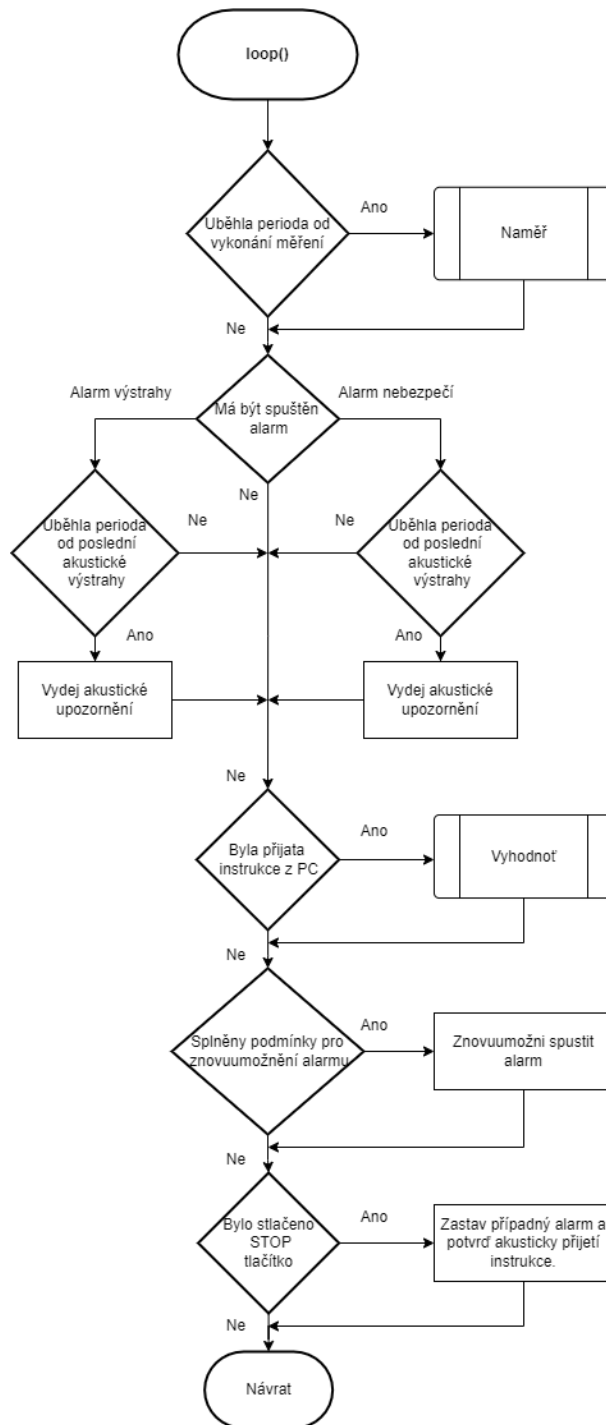 loop()
Ano
Uběhla perioda od
vykonání měření
Naměř
Ne
Alarm výstrahy
Alarm nebezpečí
Má být spuštěn
alarm
Ne
Uběhla perioda
od poslední
akustické
výstrahy
Ne
Ne
Uběhla perioda
od poslední
akustické
výstrahy
Ano
Ano
Vydej akustické
upozornění
Vydej akustické
upozornění
Ne
Ano
Byla přijata
instrukce z PC
Vyhodnoť
Ne
Ano
Splněny podmínky pro
znovuumožnění alarmu
Znovuumožni spustit
alarm
Ne
Ano
Bylo stlačeno
STOP
tlačítko
Zastav případný alarm a
potvrď akusticky přijetí
instrukce.
Ne
Návrat